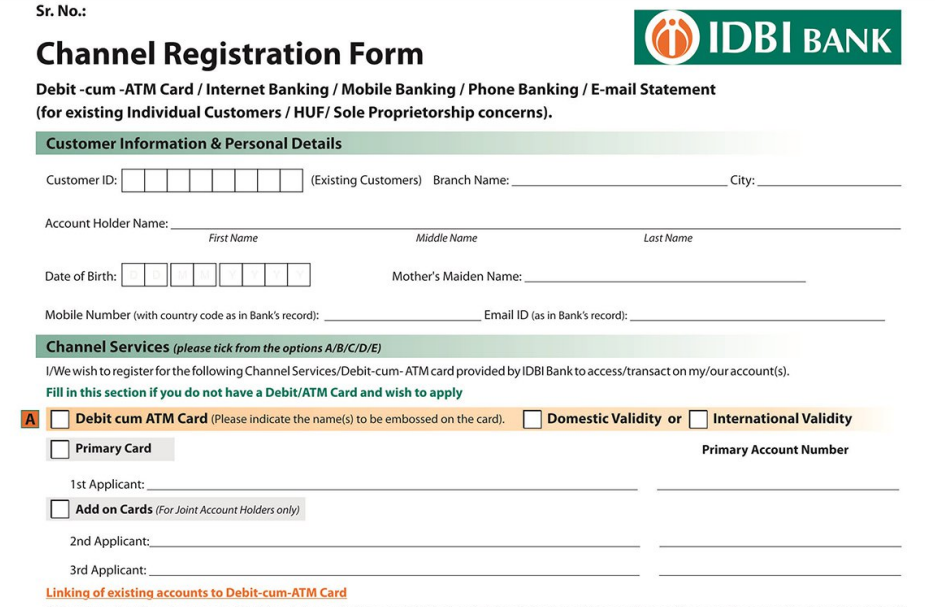 Sr. No.:
IDBI BANK
Channel Registration Form
Debit -cum -ATM Card / Internet Banking / Mobile Banking / Phone Banking / E-mail Statement
(for existing Individual Customers / HUF/ Sole Proprietorship concerns).
Customer Information & Personal Details
Customer ID: (Existing Customers) Branch Name: City:
Account Holder Name:
First Name Middle Name Last Name
Date of Birth: D D M M Y Y Y Y Mother's Maiden Name:
Mobile Number (with country code as in Bank's record): Email ID (as in Bank's record):
Channel Services (please tick from the options A/B/C/D/E)
I/We wish to register for the following Channel Services/Debit-cum- ATM card provided by IDBI Bank to access/transact on my/our account(s).
Fill in this section if you do not have a Debit/ATM Card and wish to apply
A Debit cum ATM Card (Please indicate the name(s) to be embossed on the card). Domestic Validity or International Validity
Primary Card Primary Account Number
1st Applicant:
Add on Cards (For Joint Account Holders only)
2nd Applicant:
3rd Applicant:
Linking of existing accounts to Debit-cum-ATM Card